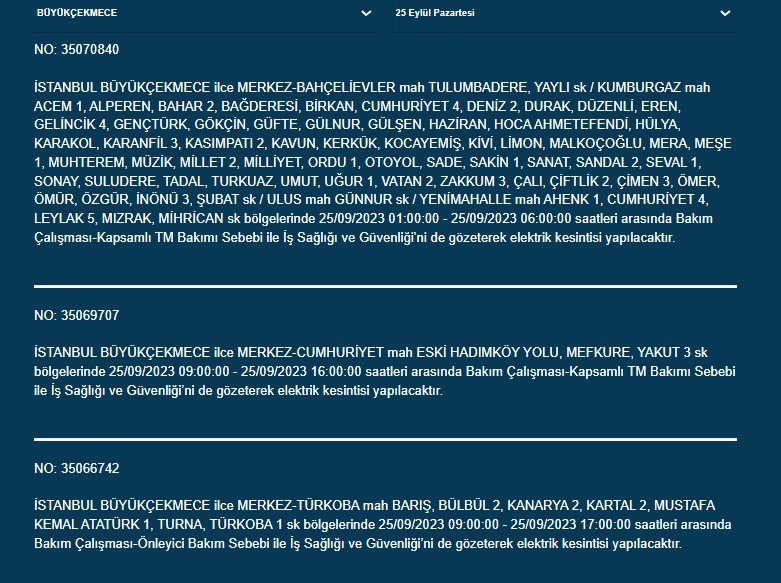 BÜYÜKÇEKMECE
25 Eylül Pazartesi
NO: 35070840
İSTANBUL BÜYÜKÇEKMECE ilce MERKEZ-BAHÇELİEVLER mah TULUMBADERE, YAYLI sk / KUMBURGAZ mah
ACEM 1, ALPEREN, BAHAR 2, BAĞDERESİ, BİRKAN, CUMHURİYET 4, DENİZ 2, DURAK, DÜZENLİ, EREN,
GELİNCİK 4, GENÇTÜRK, GÖKÇİN, GÜFTE, GÜLNUR, GÜLŞEN, HAZİRAN, HOCA AHMETEFENDİ, HÜLYA,
KARAKOL, KARANFİL 3, KASIMPATI 2, KAVUN, KERKÜK, KOCAYEMİŞ, KİVİ, LİMON, MALKOÇOĞLU, MERA, MEŞE
1, MUHTEREM, MÜZİK, MİLLET 2, MİLLİYET, ORDU 1, OTOYOL, SADE, SAKİN 1, SANAT, SANDAL 2, SEVAL 1,
SONAY, SULUDERE, TADAL, TURKUAZ, UMUT, UĞUR 1, VATAN 2, ZAKKUM 3, ÇALI, ÇİFTLİK 2, ÇİMEN 3, ÖMER,
ÖMÜR, ÖZGÜR, İNÖNÜ 3, ŞUBAT sk / ULUS mah GÜNNUR sk / YENİMAHALLE mah AHENK 1, CUMHURİYET 4,
LEYLAK 5, MIZRAK, MİHRİCAN sk bölgelerinde 25/09/2023 01:00:00 - 25/09/2023 06:00:00 saatleri arasında Bakım
Çalışması-Kapsamlı TM Bakımı Sebebi ile İş Sağlığı ve Güvenliği'ni de gözeterek elektrik kesintisi yapılacaktır.
NO: 35069707
İSTANBUL BÜYÜKÇEKMECE ilce MERKEZ-CUMHURİYET mah ESKİ HADIMKÖY YOLU, MEFKURE, YAKUT 3 sk
bölgelerinde 25/09/2023 09:00:00 - 25/09/2023 16:00:00 saatleri arasında Bakım Çalışması-Kapsamlı TM Bakımı Sebebi
ile İş Sağlığı ve Güvenliği'ni de gözeterek elektrik kesintisi yapılacaktır.
NO: 35066742
İSTANBUL BÜYÜKÇEKMECE ilce MERKEZ-TÜRKOBA mah BARIŞ, BÜLBÜL 2, KANARYA 2, KARTAL 2, MUSTAFA
KEMAL ATATÜRK 1, TURNA, TÜRKOBA 1 sk bölgelerinde 25/09/2023 09:00:00 - 25/09/2023 17:00:00 saatleri arasında
Bakım Çalışması-Önleyici Bakım Sebebi ile İş Sağlığı ve Güvenliği'ni de gözeterek elektrik kesintisi yapılacaktır.